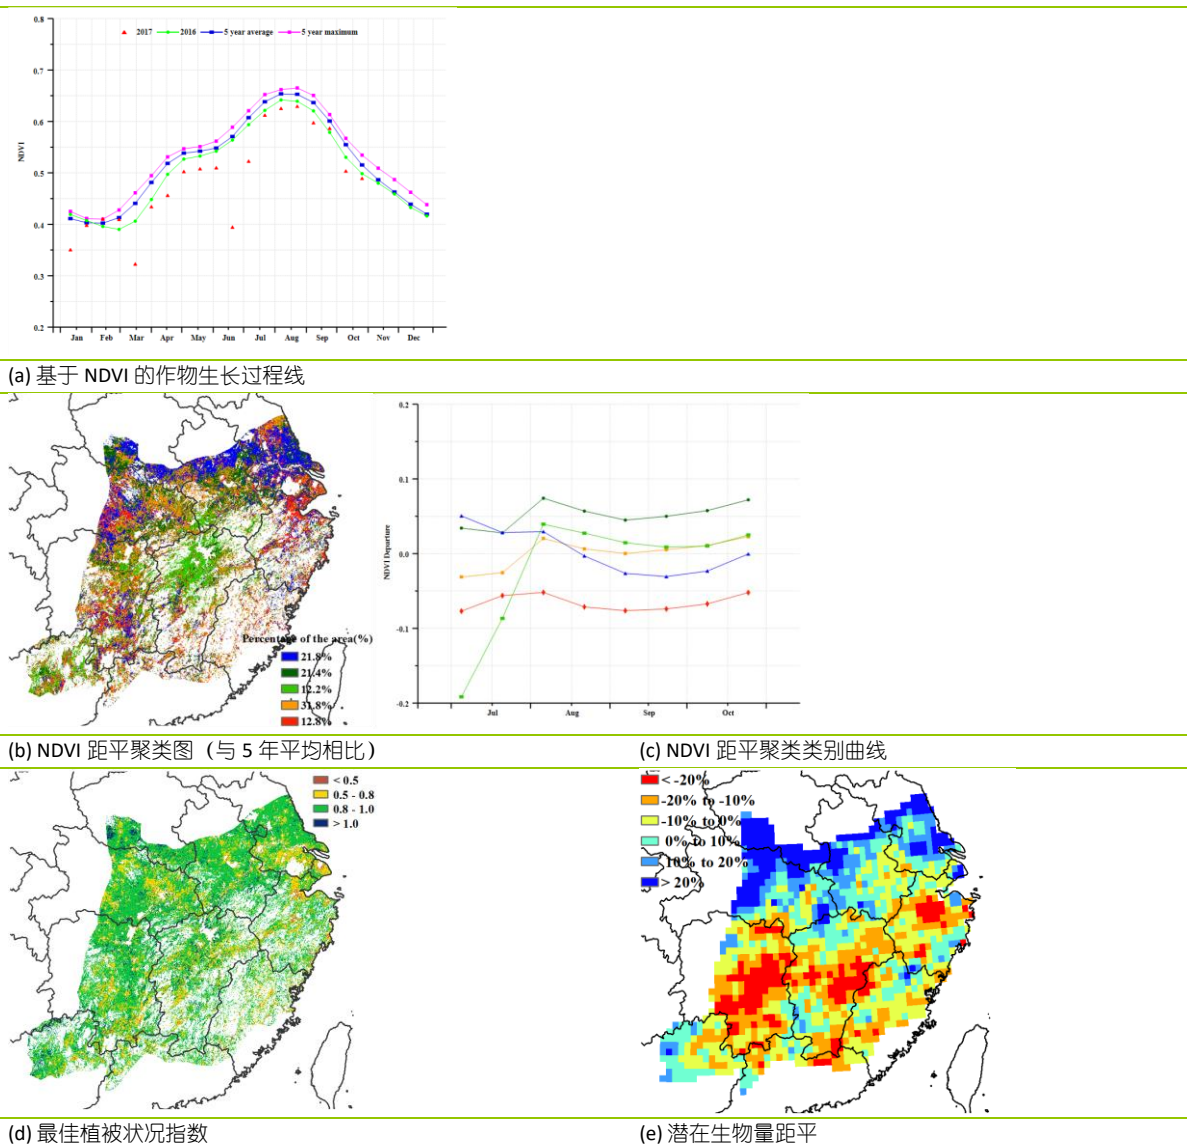 0.8
2017 2016 5 year average 5 year maximum
0.7
0.6
NDVI
0.5
0.4
0.3
0.2
Jan Feb Mar Apr May Jun Jul Aug Sep Oct Nov Dec
(a) 基于 NDVI 的作物生长过程线
0.2
0.1
NDVI Departure
0.0
-0.1
-0.2
Jul Aug Sep Oct
Percentage of the area(%)
21.8%
21.4%
12.2%
31.8%
12.8%
(b) NDVI 距平聚类图（与 5 年平均相比） (c) NDVI 距平聚类类别曲线
< 0.5
0.5 - 0.8
0.8 - 1.0
> 1.0
< -20%
-20% to -10%
-10% to 0%
0% to 10%
10% to 20%
> 20%
(d) 最佳植被状况指数 (e) 潜在生物量距平